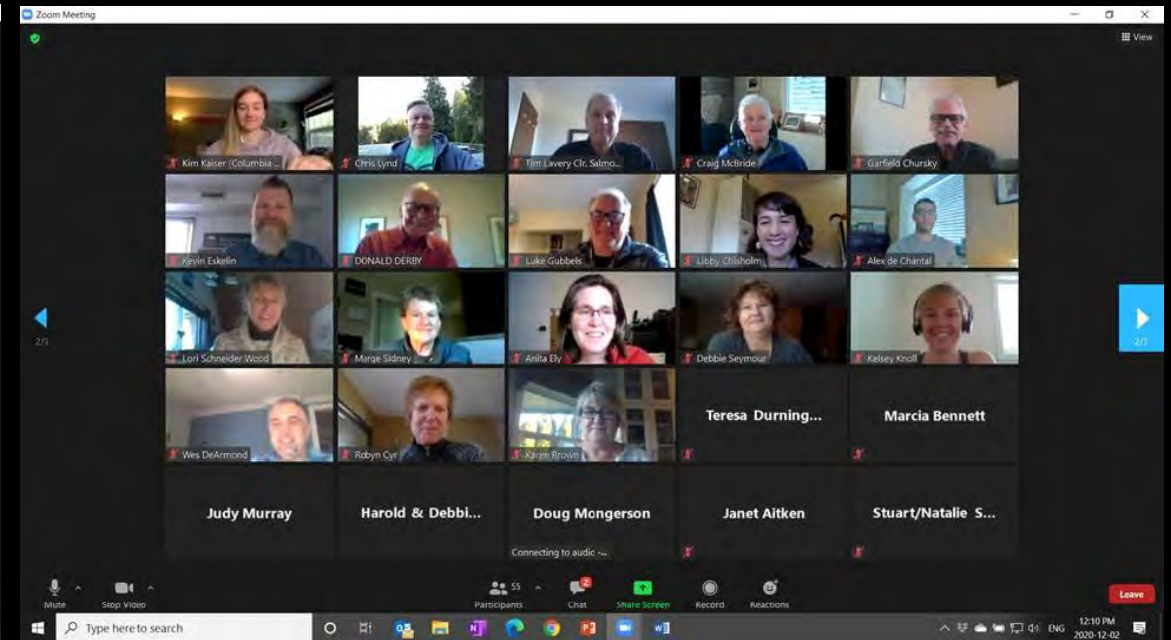 Zoom Meeting
View
Kim Kaiser (Columbia ...
Chris Lynd
Tim Lavery Clr. Salmo...
Craig McBride
Garfield Chursky
Kevin Eskelin
DONALD DERBY
Luke Gubbels
Libby Chisholm
Alex de Chantal
Lori Schneider Wood
Marge Sidney
Anita Ely
Debbie Seymour
Kelsey Knoll
2/3
2/3
Wes DeArmond
Robyn Cyr
Karen Brown
Teresa Durning...
Marcia Bennett
Judy Murray
Harold & Debbi...
Doug Mongerson
Janet Aitken
Stuart/Natalie S...
Connecting to audio ...
Mute
Stop Video
55
Participants
2
Chat
Share Screen
Record
Reactions
Leave
Type here to search
ENG
12:10 PM
2020-12-02